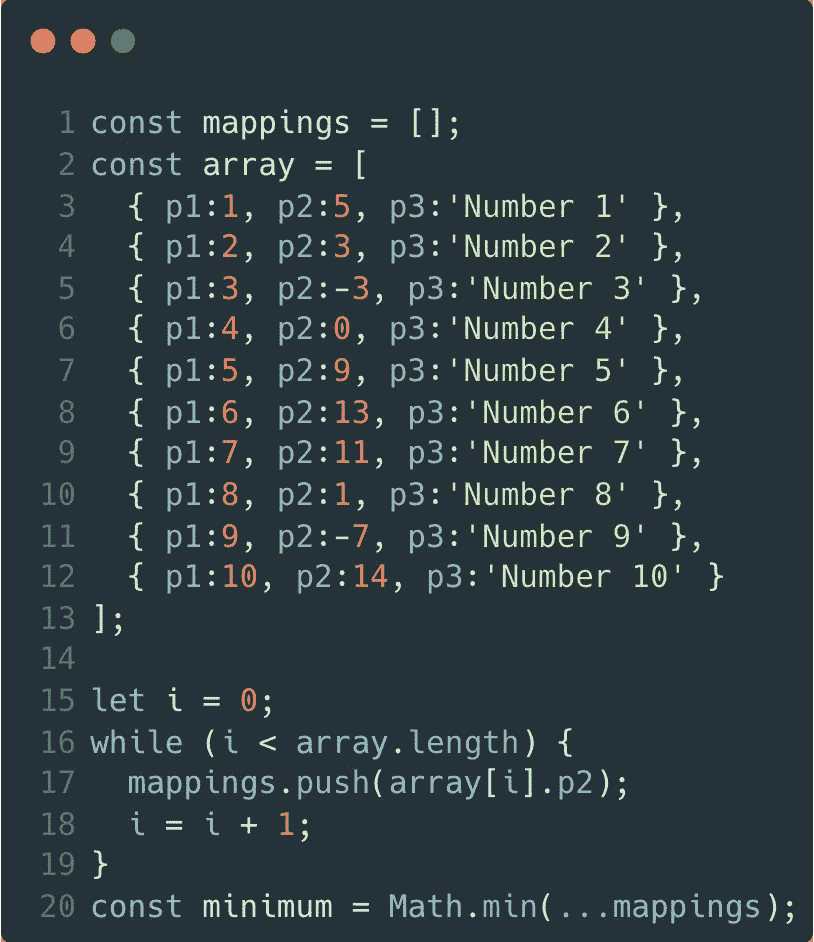 1 const mappings = [];
2 const array = [
3   { p1:1, p2:5, p3:'Number 1' },
4   { p1:2, p2:3, p3:'Number 2' },
5   { p1:3, p2:-3, p3:'Number 3' },
6   { p1:4, p2:0, p3:'Number 4' },
7   { p1:5, p2:9, p3:'Number 5' },
8   { p1:6, p2:13, p3:'Number 6' },
9   { p1:7, p2:11, p3:'Number 7' },
10   { p1:8, p2:1, p3:'Number 8' },
11   { p1:9, p2:-7, p3:'Number 9' },
12   { p1:10, p2:14, p3:'Number 10' }
13 ];
14
15 let i = 0;
16 while (i < array.length) {
17   mappings.push(array[i].p2);
18   i = i + 1;
19 }
20 const minimum = Math.min(...mappings);